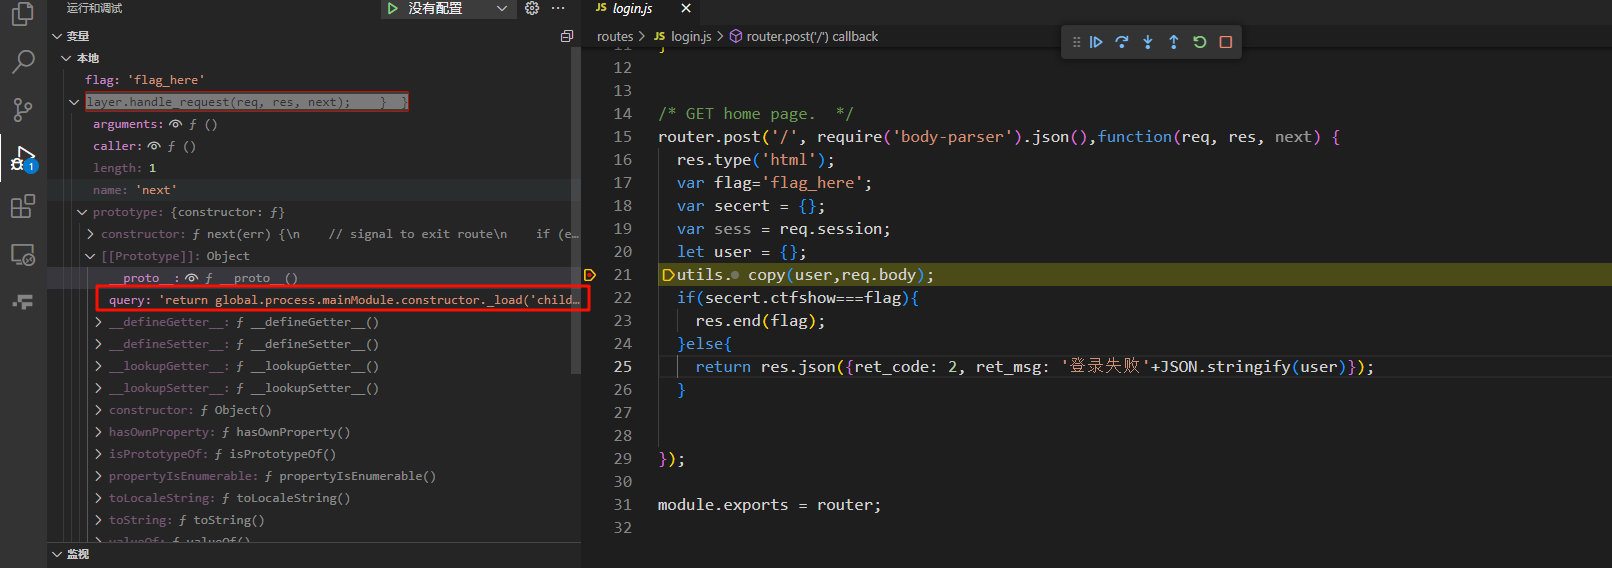 运行和调试
没有配置
变量
本地
flag: 'flag_here'
layer.handle_request(req, res, next);    }  }
arguments: ƒ ()
caller: ƒ ()
length: 1
name: 'next'
prototype: {constructor: ƒ}
constructor: ƒ next(err) {\n    // signal to exit route\n    if (e…
[[Prototype]]: Object
__proto__: ƒ __proto__()
query: 'return global.process.mainModule.constructor._load('child…
__defineGetter__: ƒ __defineGetter__()
__defineSetter__: ƒ __defineSetter__()
__lookupGetter__: ƒ __lookupGetter__()
__lookupSetter__: ƒ __lookupSetter__()
constructor: ƒ Object()
hasOwnProperty: ƒ hasOwnProperty()
isPrototypeOf: ƒ isPrototypeOf()
propertyIsEnumerable: ƒ propertyIsEnumerable()
toLocaleString: ƒ toLocaleString()
toString: ƒ toString()
valueOf: ƒ valueOf()
监视
1
JS login.js
routes > JS login.js > router.post('/') callback
11 }
12
13
14 /* GET home page.  */
15 router.post('/', require('body-parser').json(),function(req, res, next) {
16   res.type('html');
17   var flag='flag_here';
18   var secert = {};
19   var sess = req.session;
20   let user = {};
21   utils. copy(user,req.body);
22   if(secert.ctfshow===flag){
23     res.end(flag);
24   }else{
25     return res.json({ret_code: 2, ret_msg: '登录失败'+JSON.stringify(user)});
26   }
27
28
29 });
30
31 module.exports = router;
32